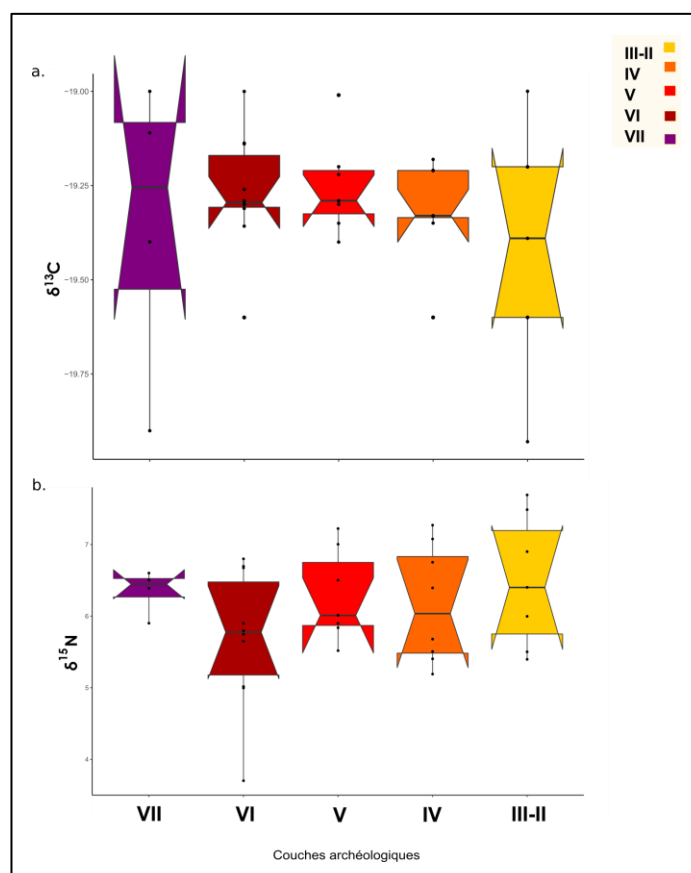 III-II
IV
V
VI
VII
a.
−19.00
−19.25
−19.50
−19.75
δ¹³C
b.
7
6
5
4
δ¹⁵N
VII VI V IV III-II
Couches archéologiques